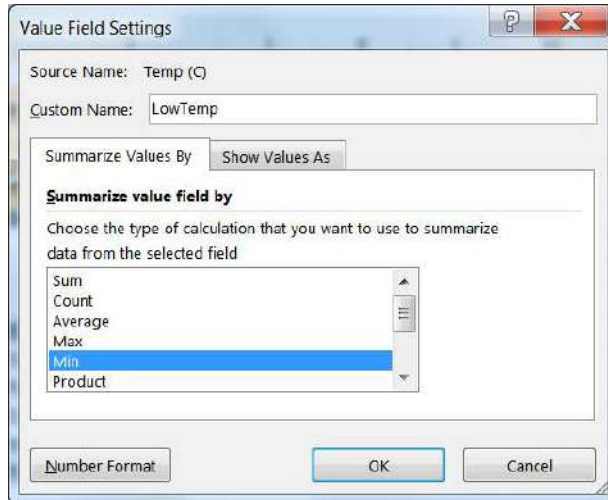 Value Field Settings
Source Name: Temp (C)
Custom Name: LowTemp
Summarize Values By Show Values As
Summarize value field by
Choose the type of calculation that you want to use to summarize
data from the selected field
Sum
Count
Average
Max
Min
Product
Number Format OK Cancel